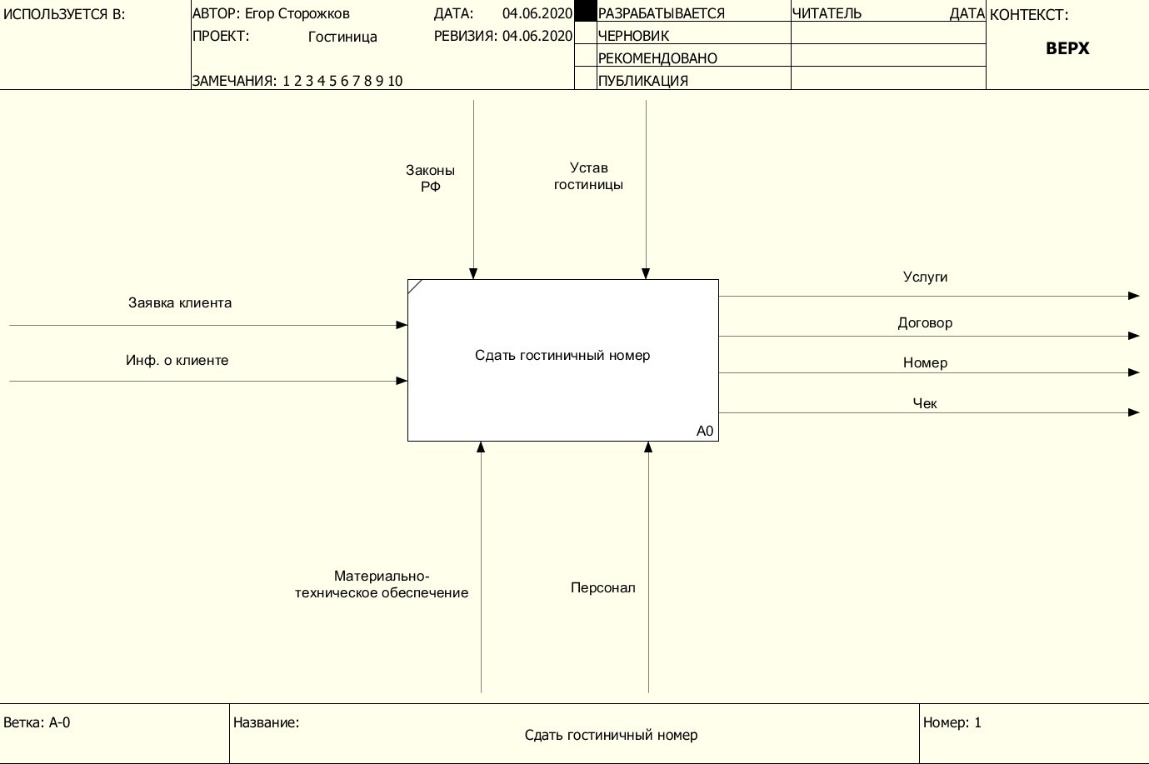 ИСПОЛЬЗУЕТСЯ В:
АВТОР: Егор Сторожков
ДАТА: 04.06.2020
ПРОЕКТ: Гостиница
РЕВИЗИЯ: 04.06.2020
ЗАМЕЧАНИЯ: 1 2 3 4 5 6 7 8 9 10
РАЗРАБАТЫВАЕТСЯ
ЧЕРНОВИК
РЕКОМЕНДОВАНО
ПУБЛИКАЦИЯ
ЧИТАТЕЛЬ ДАТА
КОНТЕКСТ:
ВЕРХ
Законы
РФ
Устав
гостиницы
Заявка клиента
Инф. о клиенте
Сдать гостиничный номер
A0
Услуги
Договор
Номер
Чек
Материально-
техническое обеспечение
Персонал
Ветка: A-0
Название:
Сдать гостиничный номер
Номер: 1